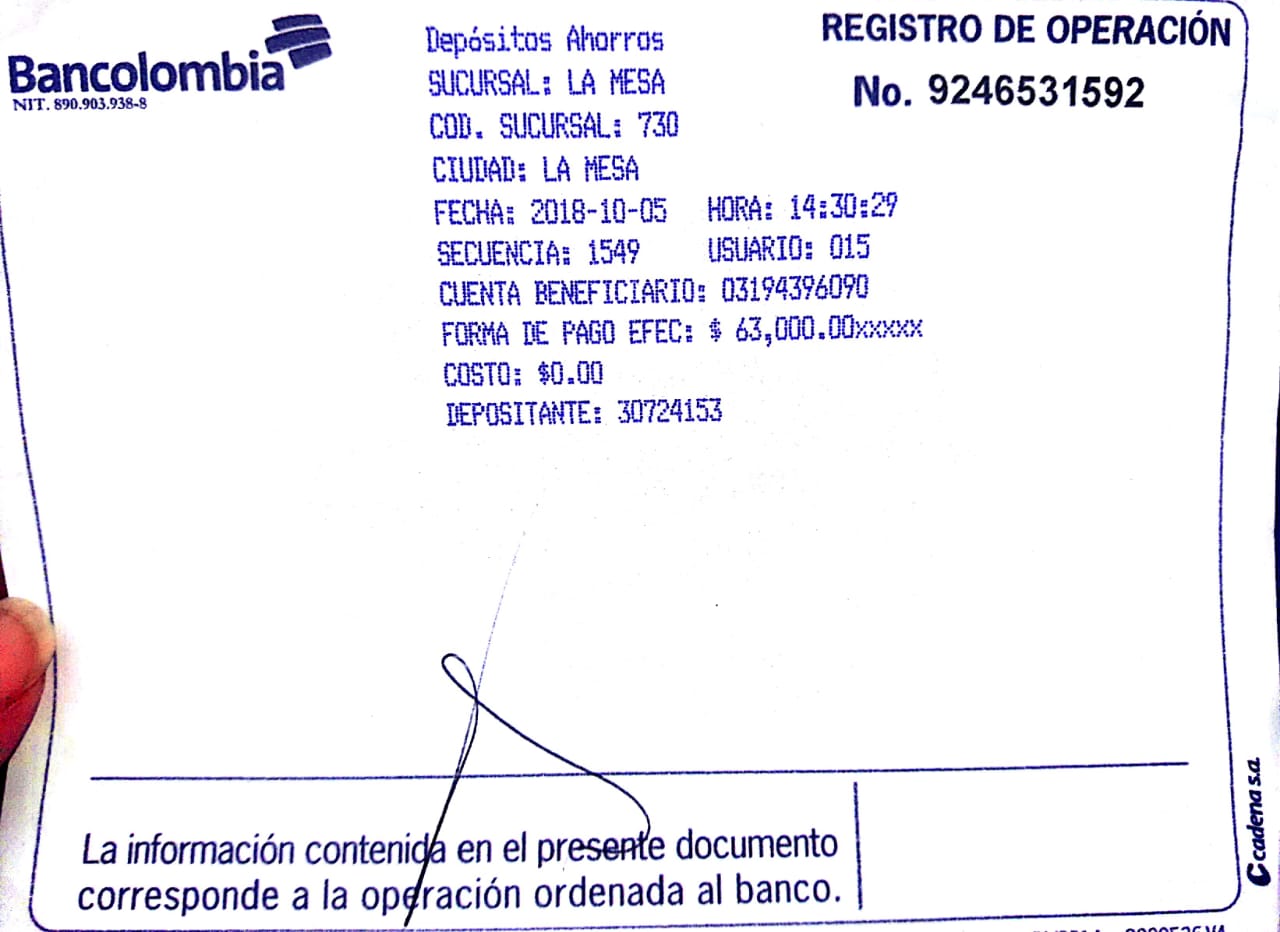 Bancolombia
NIT. 890.903.938-8
Depósitos Ahorros
SUCURSAL: LA MESA
COD. SUCURSAL: 730
CIUDAD: LA MESA
FECHA: 2018-10-05 HORA: 14:30:29
SECUENCIA: 1549 USUARIO: 015
CUENTA BENEFICIARIO: 03194396090
FORMA DE PAGO EFEC: $ 63,000.00xxxxx
COSTO: $0.00
DEPOSITANTE: 30724153
REGISTRO DE OPERACIÓN
No. 9246531592
La información contenida en el presente documento
corresponde a la operación ordenada al banco.
cadena s.a.